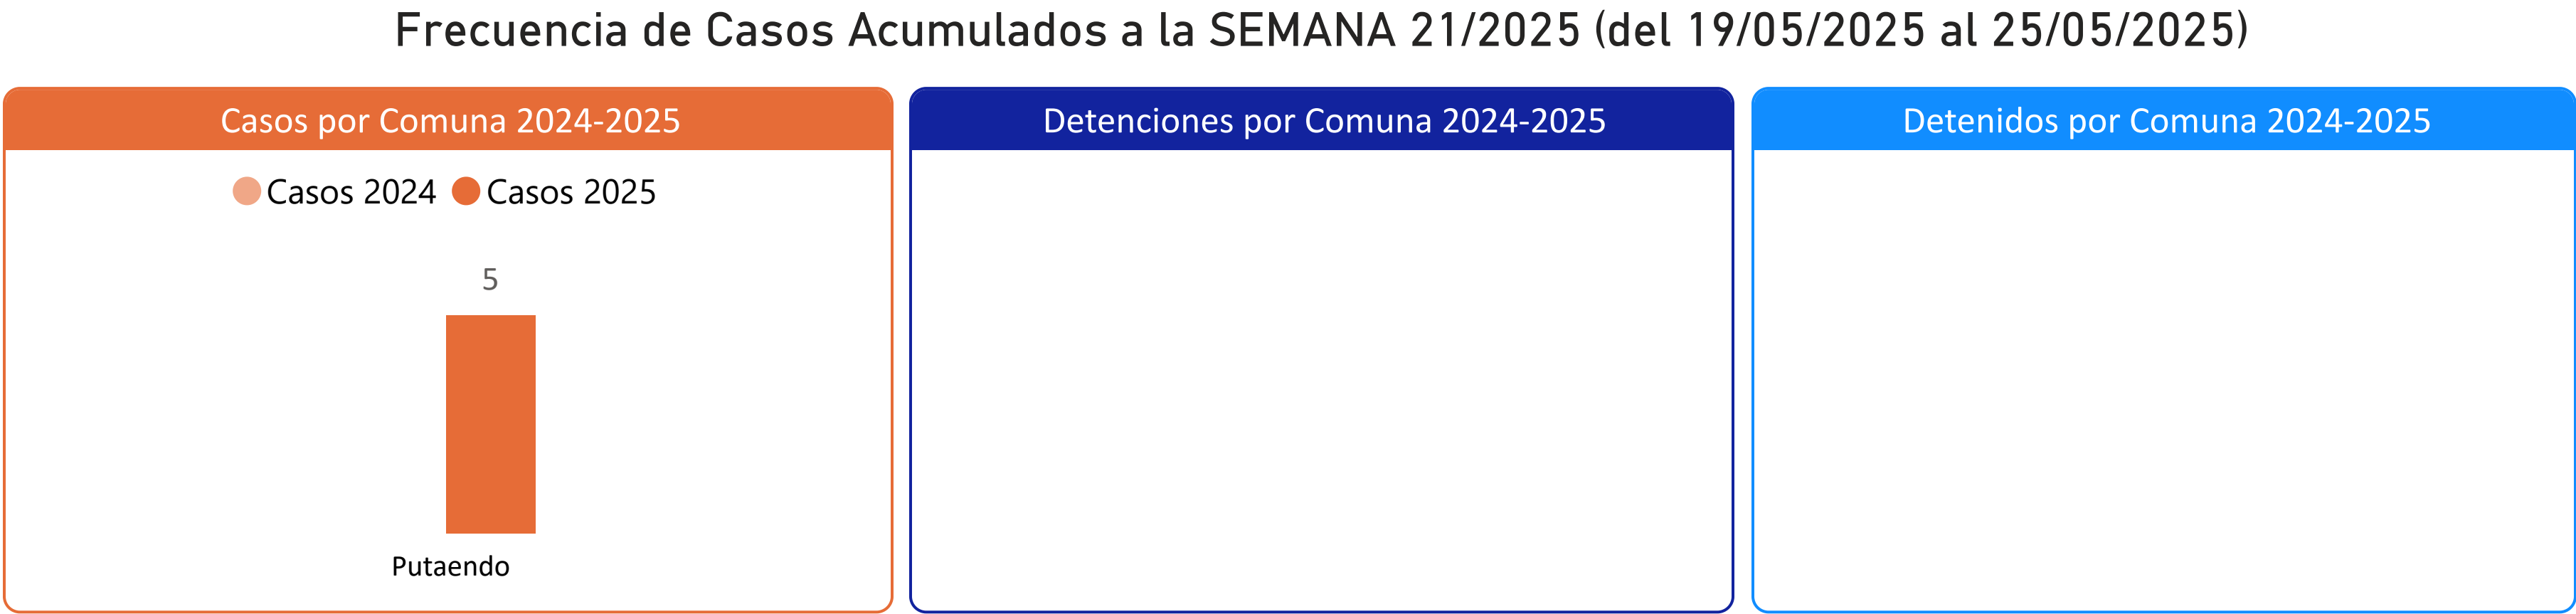 Frecuencia de Casos Acumulados a la SEMANA 21/2025 (del 19/05/2025 al 25/05/2025)
Casos por Comuna 2024-2025
Casos 2024 Casos 2025
5
Putaendo
Detenciones por Comuna 2024-2025
Detenidos por Comuna 2024-2025